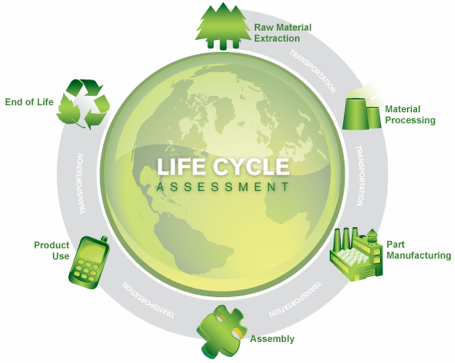 Raw Material
Extraction
TRANSPORTATION
Material
Processing
TRANSPORTATION
Part
Manufacturing
TRANSPORTATION
Assembly
TRANSPORTATION
Product
Use
TRANSPORTATION
End of Life
LIFE CYCLE
ASSESSMENT